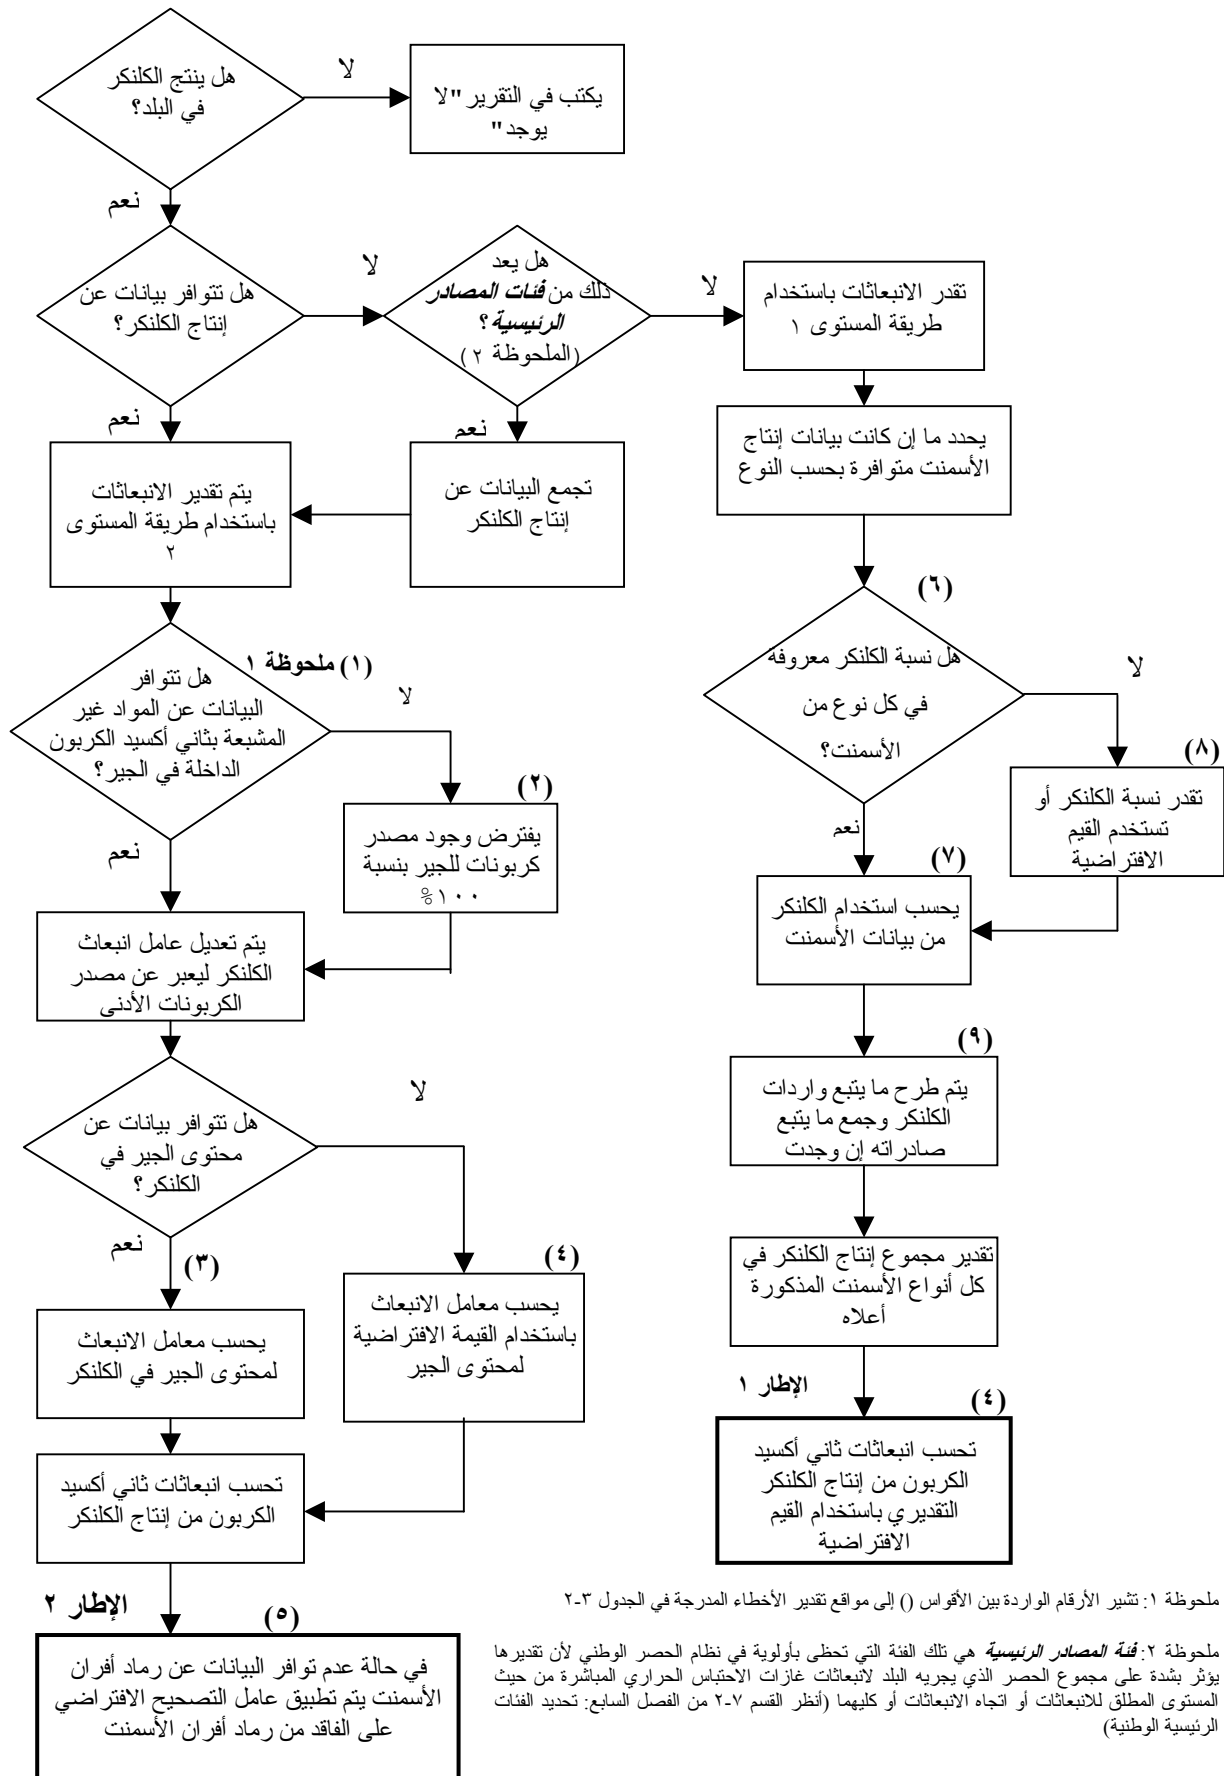 هل ينتج الكلنكر
في البلد؟
لا
يكتب في التقرير "لا
يوجد"
نعم
هل تتوافر بيانات عن
إنتاج الكلنكر؟
لا
هل يعد
ذلك من فئات المصادر
الرئيسية؟
(الملحوظة ٢)
لا
تقدر الانبعاثات باستخدام
طريقة المستوى ١
نعم
نعم
يتم تقدير الانبعاثات
باستخدام طريقة المستوى
٢
تجمع البيانات عن
إنتاج الكلنكر
يحدد ما إن كانت بيانات إنتاج
الأسمنت متوافرة بحسب النوع
(٦)
هل نسبة الكلنكر معروفة
في كل نوع من
الأسمنت؟
لا
(٨)
تقدر نسبة الكلنكر أو
تستخدم القيم
الافتراضية
نعم
(٧)
يحسب استخدام الكلنكر
من بيانات الأسمنت
(٩)
يتم طرح ما يتبع واردات
الكلنكر وجمع ما يتبع
صادراته إن وجدت
تقدير مجموع إنتاج الكلنكر في
كل أنواع الأسمنت المذكورة
أعلاه
الإطار ١
(٤)
تحسب انبعاثات ثاني أكسيد
الكربون من إنتاج الكلنكر
التقديري باستخدام القيم
الافتراضية
(١) ملحوظة ١
هل تتوافر
البيانات عن المواد غير
المشبعة بثاني أكسيد الكربون
الداخلة في الجير؟
لا
(٢)
يفترض وجود مصدر
كربونات للجير بنسبة
١٠٠%
نعم
يتم تعديل عامل انبعاث
الكلنكر ليعبر عن مصدر
الكربونات الأدنى
هل تتوافر بيانات عن
محتوى الجير في
الكلنكر؟
لا
نعم
(٣)
يحسب معامل الانبعاث
لمحتوى الجير في الكلنكر
(٤)
يحسب معامل الانبعاث
باستخدام القيمة الافتراضية
لمحتوى الجير
تحسب انبعاثات ثاني أكسيد
الكربون من إنتاج الكلنكر
الإطار ٢
(٥)
في حالة عدم توافر البيانات عن رماد أفران
الأسمنت يتم تطبيق عامل التصحيح الافتراضي
على الفاقد من رماد أفران الأسمنت
ملحوظة ١: تشير الأرقام الواردة بين الأقواس () إلى مواقع تقدير الأخطاء المدرجة في الجدول ٣-٢
ملحوظة ٢: فئة المصادر الرئيسية هي تلك الفئة التي تحظى بأولوية في نظام الحصر الوطني لأن تقديرها
يؤثر بشدة على مجموع الحصر الذي يجريه البلد لانبعاثات غازات الاحتباس الحراري المباشرة من حيث
المستوى المطلق للانبعاثات أو اتجاه الانبعاثات أو كليهما (أنظر القسم ٧-٢ من الفصل السابع: تحديد الفئات
الرئيسية الوطنية)